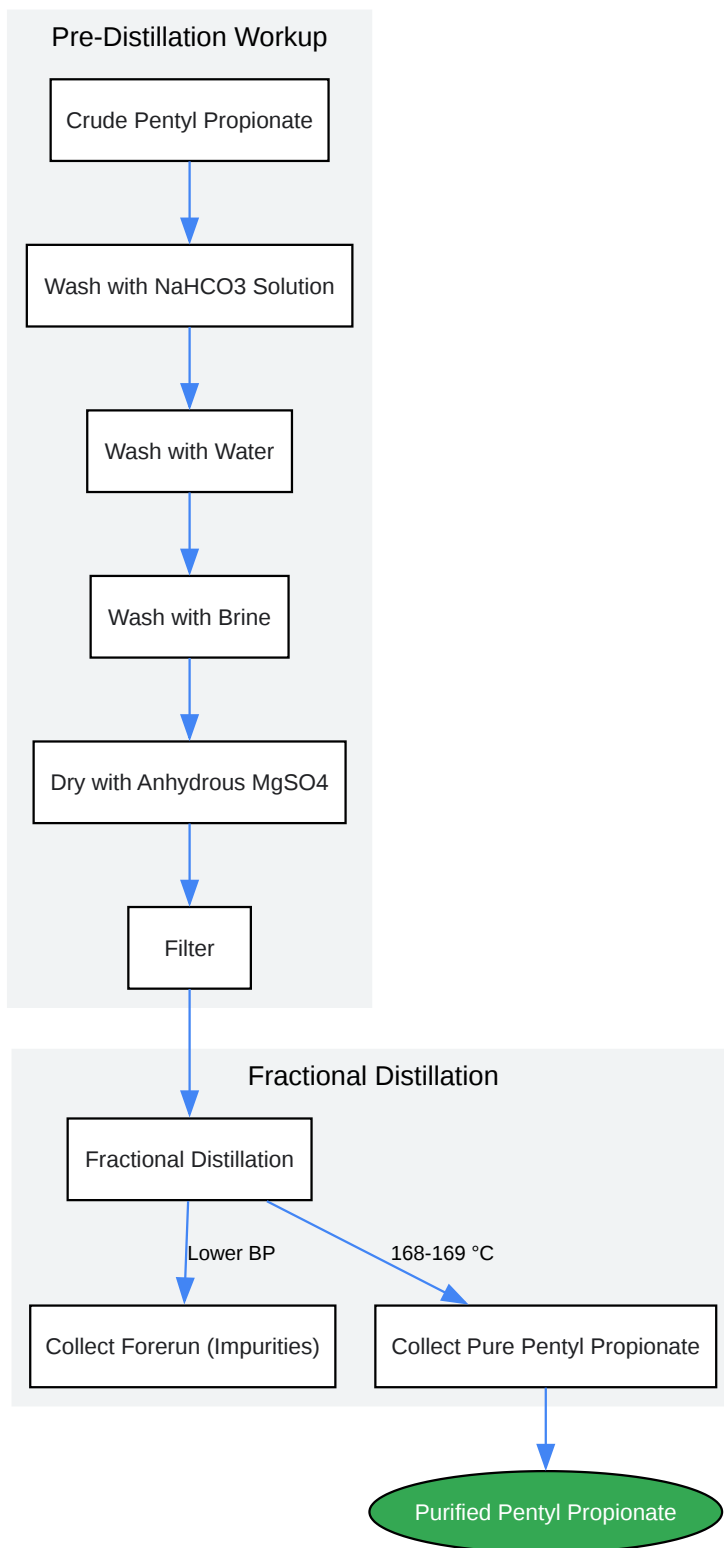 Pre-Distillation Workup
Crude Pentyl Propionate
Wash with NaHCO3 Solution
Wash with Water
Wash with Brine
Dry with Anhydrous MgSO4
Filter
Fractional Distillation
Fractional Distillation
Lower BP
168-169 °C
Collect Forerun (Impurities)
Collect Pure Pentyl Propionate
Purified Pentyl Propionate